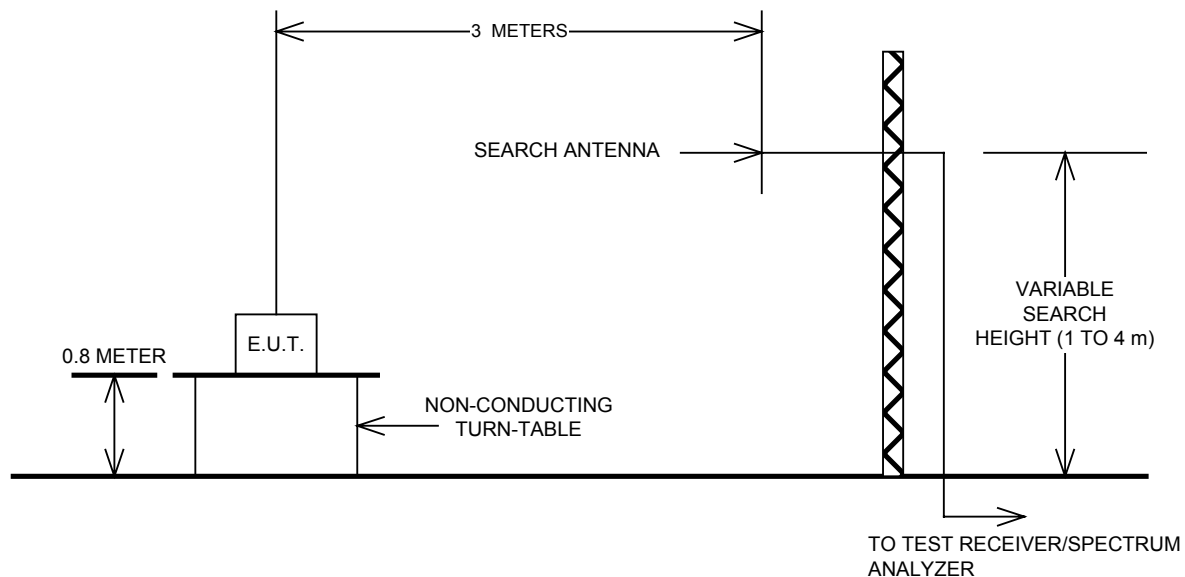 3 METERS
SEARCH ANTENNA
VARIABLE
SEARCH
HEIGHT (1 TO 4 m)
E.U.T.
0.8 METER
NON-CONDUCTING
TURN-TABLE
TO TEST RECEIVER/SPECTRUM
ANALYZER